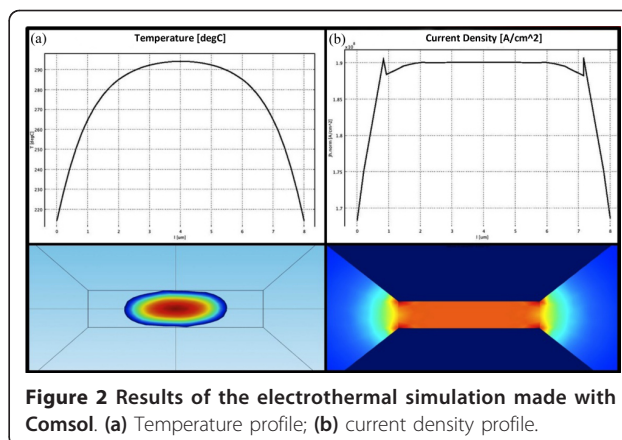 (a)
Temperature [degC]
290
280
270
260
250
240
230
220
T [degC]
0 1 2 3 4 5 6 7 8
l [um]
(b)
Current Density [A/cm^2]
1.9
1.85
1.8
1.75
1.7
0 1 2 3 4 5 6 7 8
l [um]
Figure 2 Results of the electrothermal simulation made with
Comsol. (a) Temperature profile; (b) current density profile.